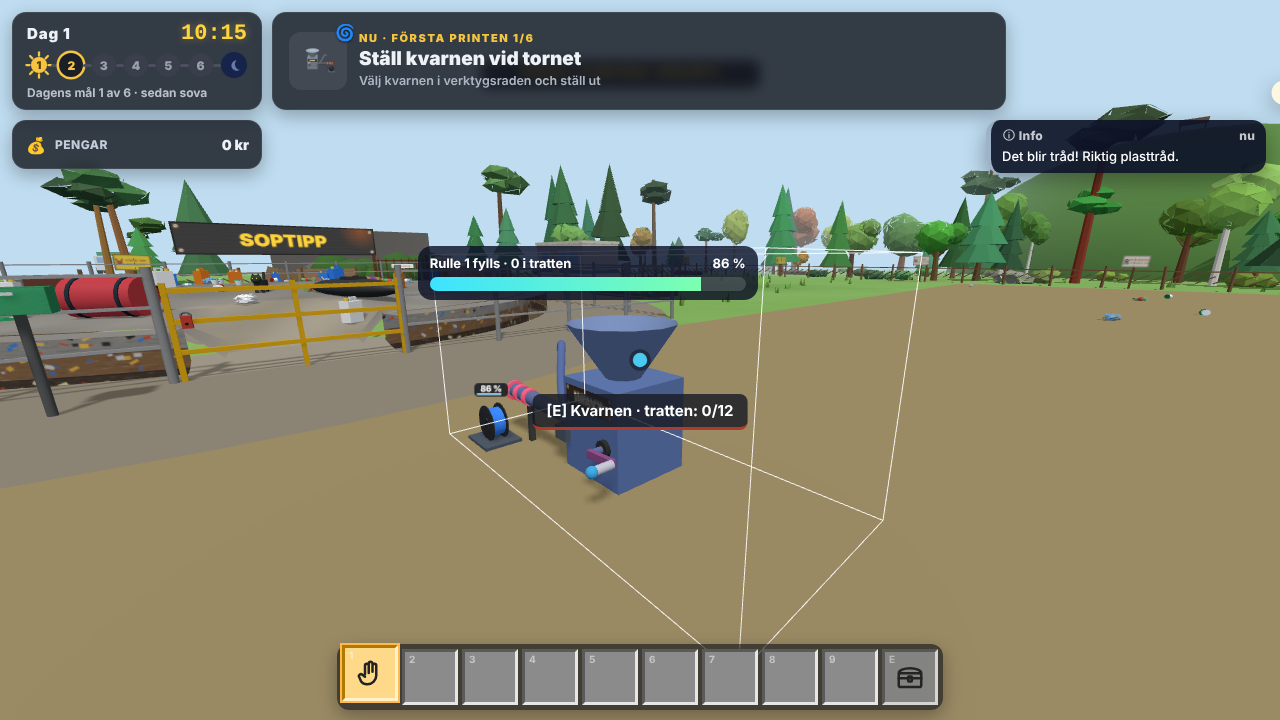 Dag 1
10:15
1 2 3 4 5 6
Dagens mål 1 av 6 · sedan sova
PENGAR
0 kr
NU · FÖRSTA PRINTEN 1/6
Ställ kvarnen vid tornet
Välj kvarnen i verktygsraden och ställ ut
Info
nu
Det blir tråd! Riktig plasttråd.
SOPTIPP
Rulle 1 fylls · 0 i tratten
86 %
86 %
[E] Kvarnen · tratten: 0/12
1 2 3 4 5 6 7 8 9 E